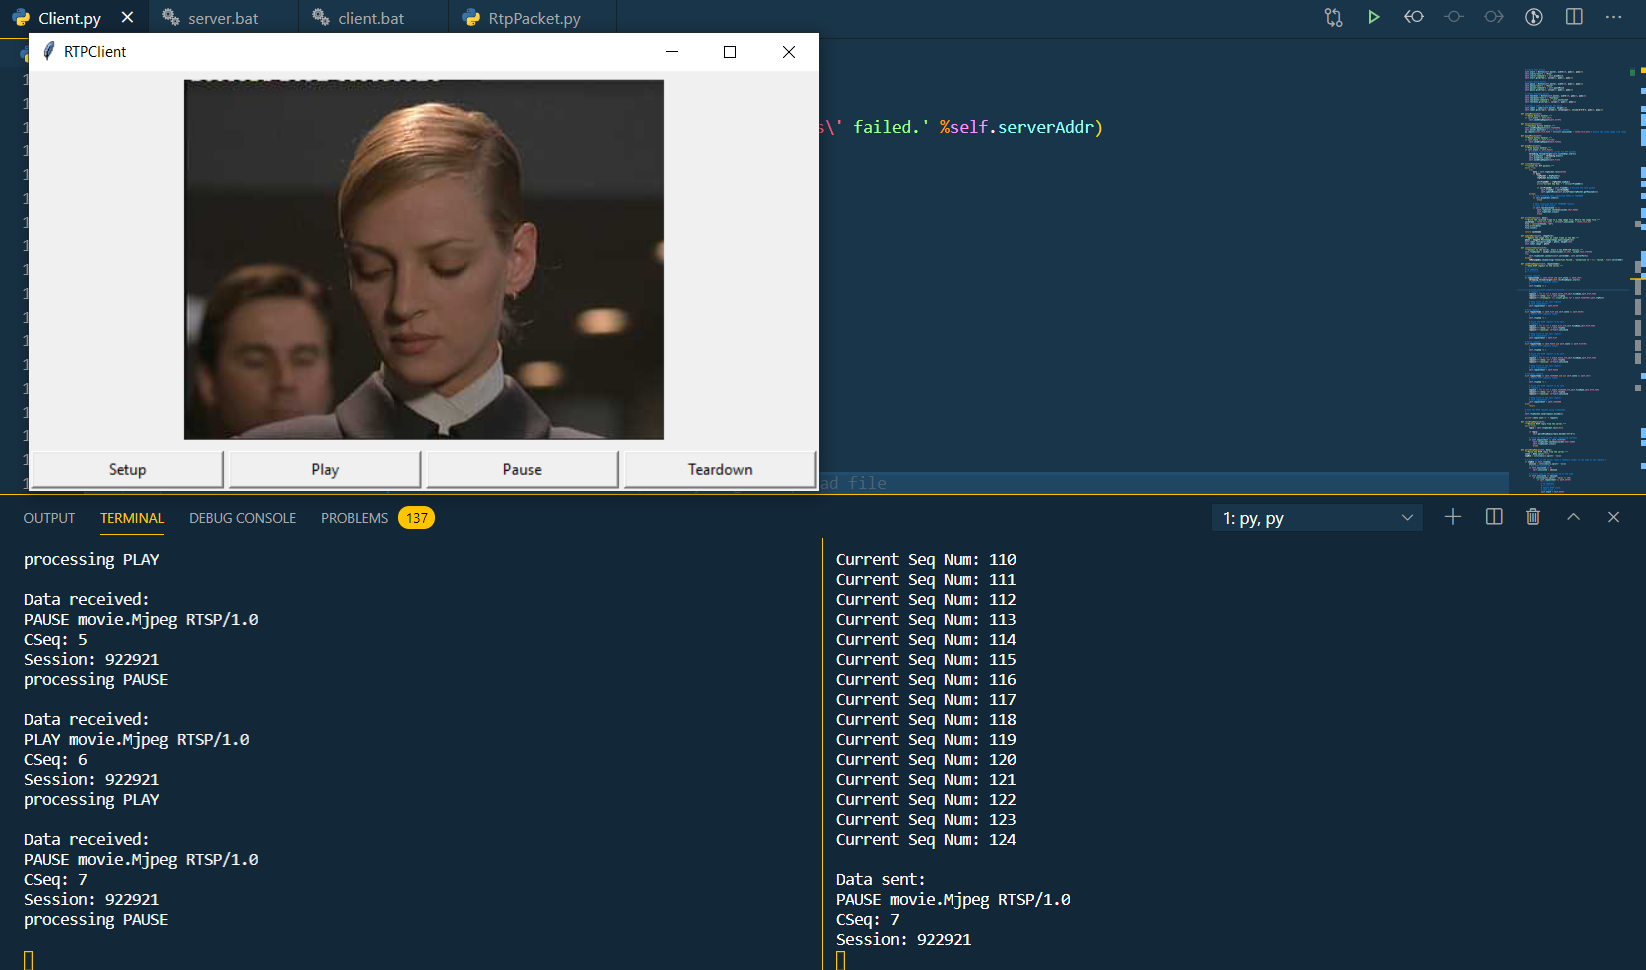 Client.py
server.bat
client.bat
RtpPacket.py
RTPClient
s\' failed.' %self.serverAddr)
Setup
Play
Pause
Teardown
ad file
OUTPUT
TERMINAL
DEBUG CONSOLE
PROBLEMS
137
1: py, py
processing PLAY
Data received:
PAUSE movie.Mjpeg RTSP/1.0
CSeq: 5
Session: 922921
processing PAUSE
Data received:
PLAY movie.Mjpeg RTSP/1.0
CSeq: 6
Session: 922921
processing PLAY
Data received:
PAUSE movie.Mjpeg RTSP/1.0
CSeq: 7
Session: 922921
processing PAUSE
Current Seq Num: 110
Current Seq Num: 111
Current Seq Num: 112
Current Seq Num: 113
Current Seq Num: 114
Current Seq Num: 115
Current Seq Num: 116
Current Seq Num: 117
Current Seq Num: 118
Current Seq Num: 119
Current Seq Num: 120
Current Seq Num: 121
Current Seq Num: 122
Current Seq Num: 123
Current Seq Num: 124
Data sent:
PAUSE movie.Mjpeg RTSP/1.0
CSeq: 7
Session: 922921